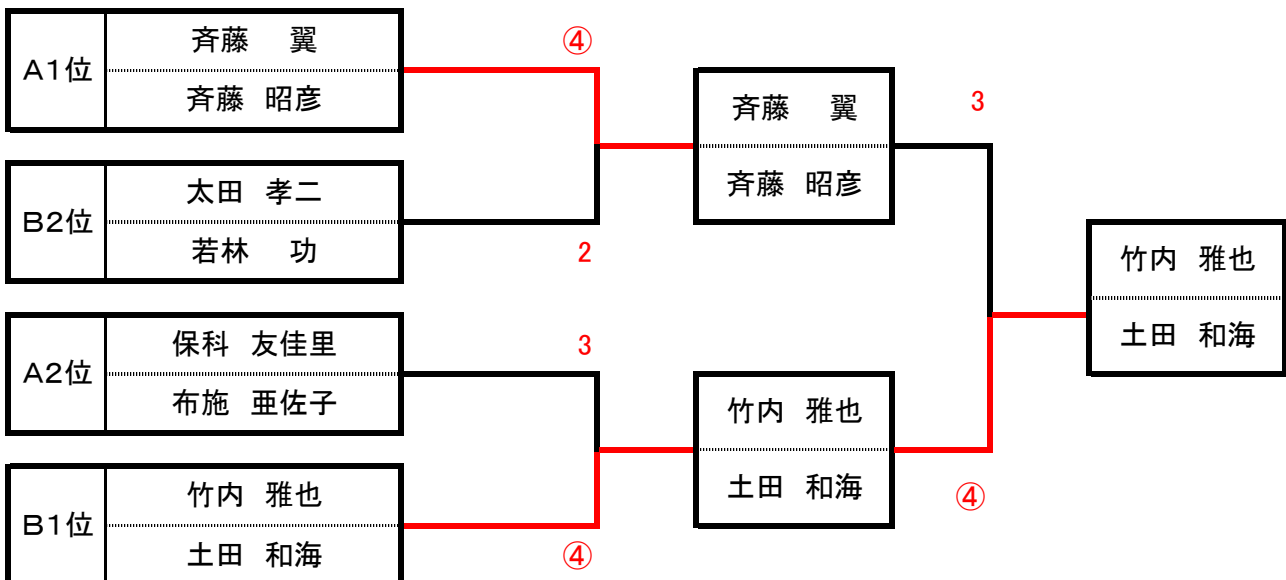 A1位
斉藤　翼
斉藤 昭彦
④
B2位
太田 孝二
若林　功
2
A2位
保科 友佳里
布施 亜佐子
3
B1位
竹内 雅也
土田 和海
④
斉藤　翼
斉藤 昭彦
3
竹内 雅也
土田 和海
④
竹内 雅也
土田 和海